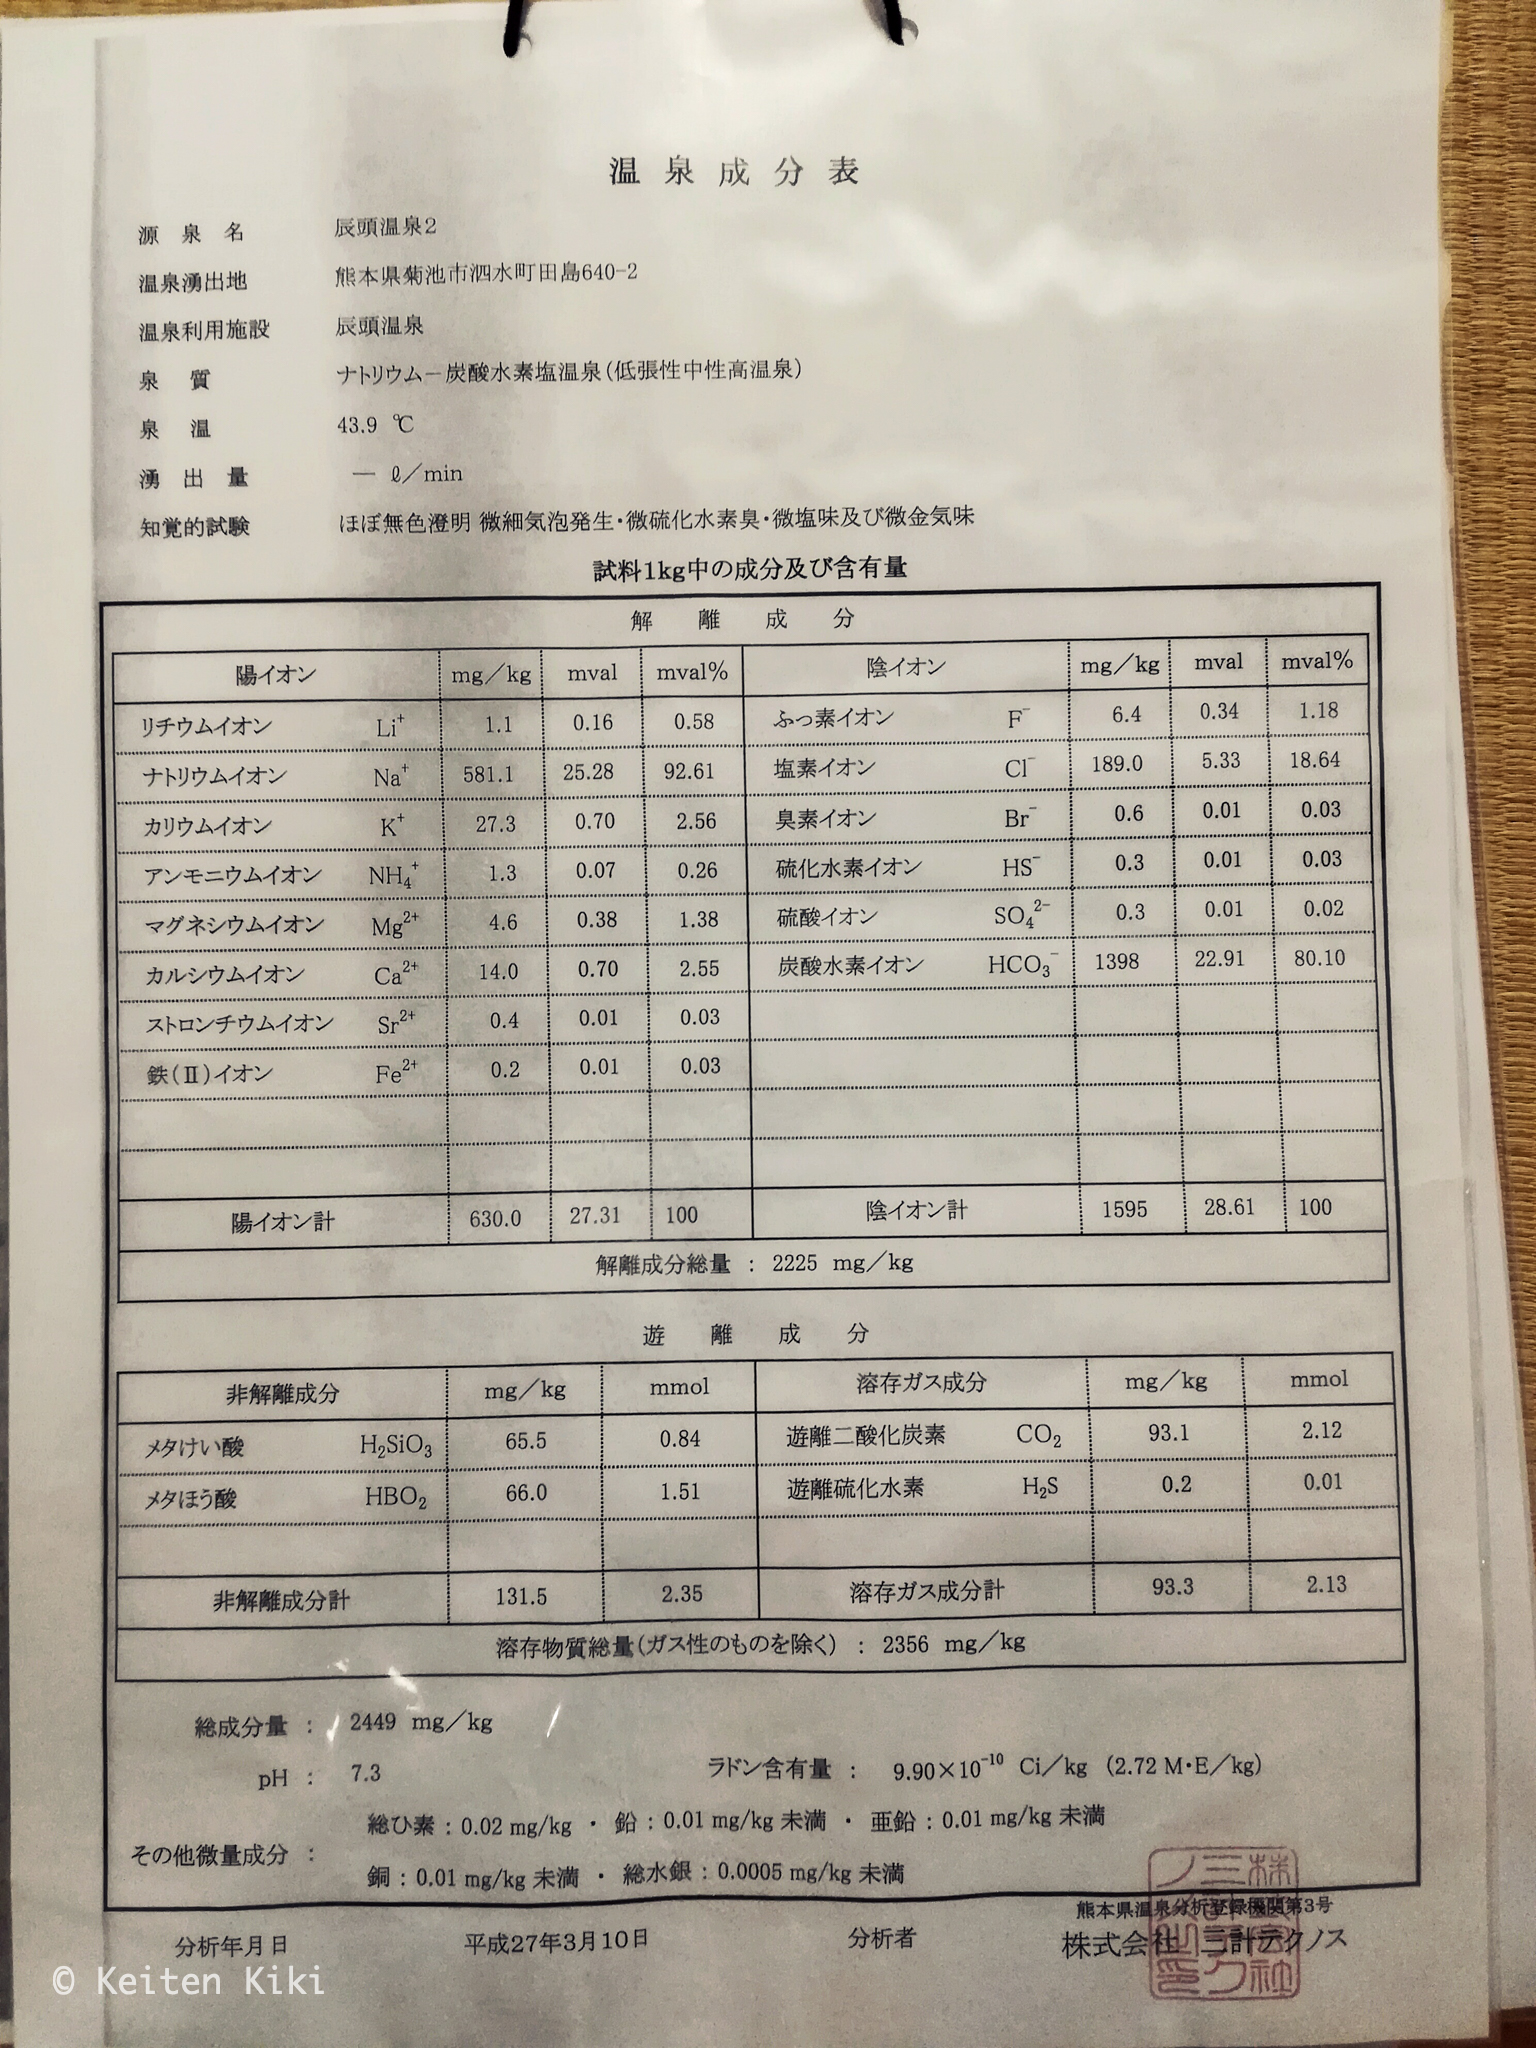 温泉成分表
源泉名 辰頭温泉2
温泉湧出地 熊本県菊池市泗水町田島640-2
温泉利用施設 辰頭温泉
泉質 ナトリウム－炭酸水素塩温泉(低張性中性高温泉)
泉温 43.9 ℃
湧出量 ― ℓ／min
知覚的試験 ほぼ無色澄明 微細気泡発生・微硫化水素臭・微塩味及び微金気味
試料1kg中の成分及び含有量
解離成分
陽イオン mg／kg mval mval% 陰イオン mg／kg mval mval%
リチウムイオン Li⁺ 1.1 0.16 0.58 ふっ素イオン F⁻ 6.4 0.34 1.18
ナトリウムイオン Na⁺ 581.1 25.28 92.61 塩素イオン Cl⁻ 189.0 5.33 18.64
カリウムイオン K⁺ 27.3 0.70 2.56 臭素イオン Br⁻ 0.6 0.01 0.03
アンモニウムイオン NH₄⁺ 1.3 0.07 0.26 硫化水素イオン HS⁻ 0.3 0.01 0.03
マグネシウムイオン Mg²⁺ 4.6 0.38 1.38 硫酸イオン SO₄²⁻ 0.3 0.01 0.02
カルシウムイオン Ca²⁺ 14.0 0.70 2.55 炭酸水素イオン HCO₃⁻ 1398 22.91 80.10
ストロンチウムイオン Sr²⁺ 0.4 0.01 0.03
鉄(Ⅱ)イオン Fe²⁺ 0.2 0.01 0.03
陽イオン計 630.0 27.31 100 陰イオン計 1595 28.61 100
解離成分総量 : 2225 mg／kg
遊離成分
非解離成分 mg／kg mmol 溶存ガス成分 mg／kg mmol
メタけい酸 H₂SiO₃ 65.5 0.84 遊離二酸化炭素 CO₂ 93.1 2.12
メタほう酸 HBO₂ 66.0 1.51 遊離硫化水素 H₂S 0.2 0.01
非解離成分計 131.5 2.35 溶存ガス成分計 93.3 2.13
溶存物質総量(ガス性のものを除く) : 2356 mg／kg
総成分量 : 2449 mg／kg
pH : 7.3 ラドン含有量 : 9.90×10⁻¹⁰ Ci／kg (2.72 M・E／kg)
その他微量成分 : 総ひ素 : 0.02 mg/kg ・ 鉛 : 0.01 mg/kg 未満 ・ 亜鉛 : 0.01 mg/kg 未満
銅 : 0.01 mg/kg 未満 ・ 総水銀 : 0.0005 mg/kg 未満
熊本県温泉分析登録機関第3号
分析年月日 平成27年3月10日 分析者 株式会社 三計テクノス
© Keiten Kiki